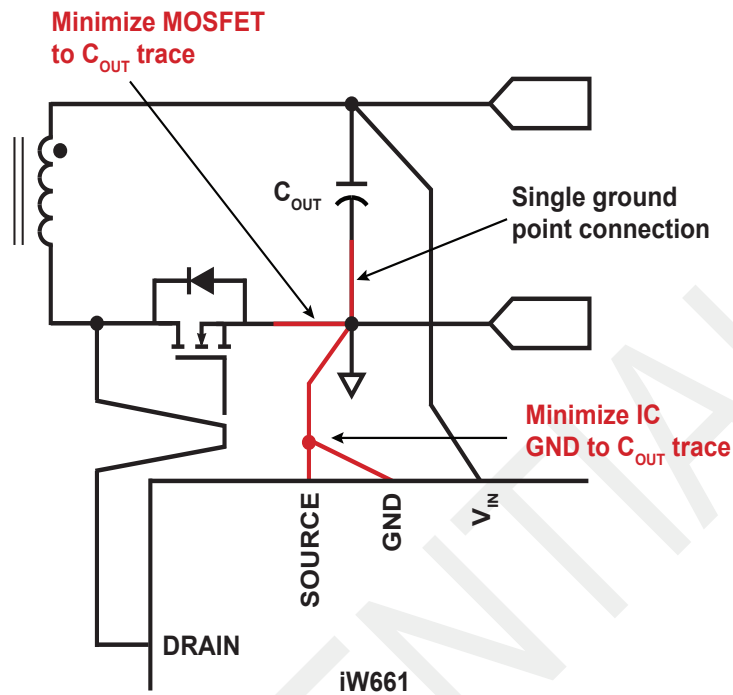 Minimize MOSFET
to COUT trace
COUT
Single ground
point connection
Minimize IC
GND to COUT trace
SOURCE
GND
VIN
DRAIN
iW661
ENTIAL